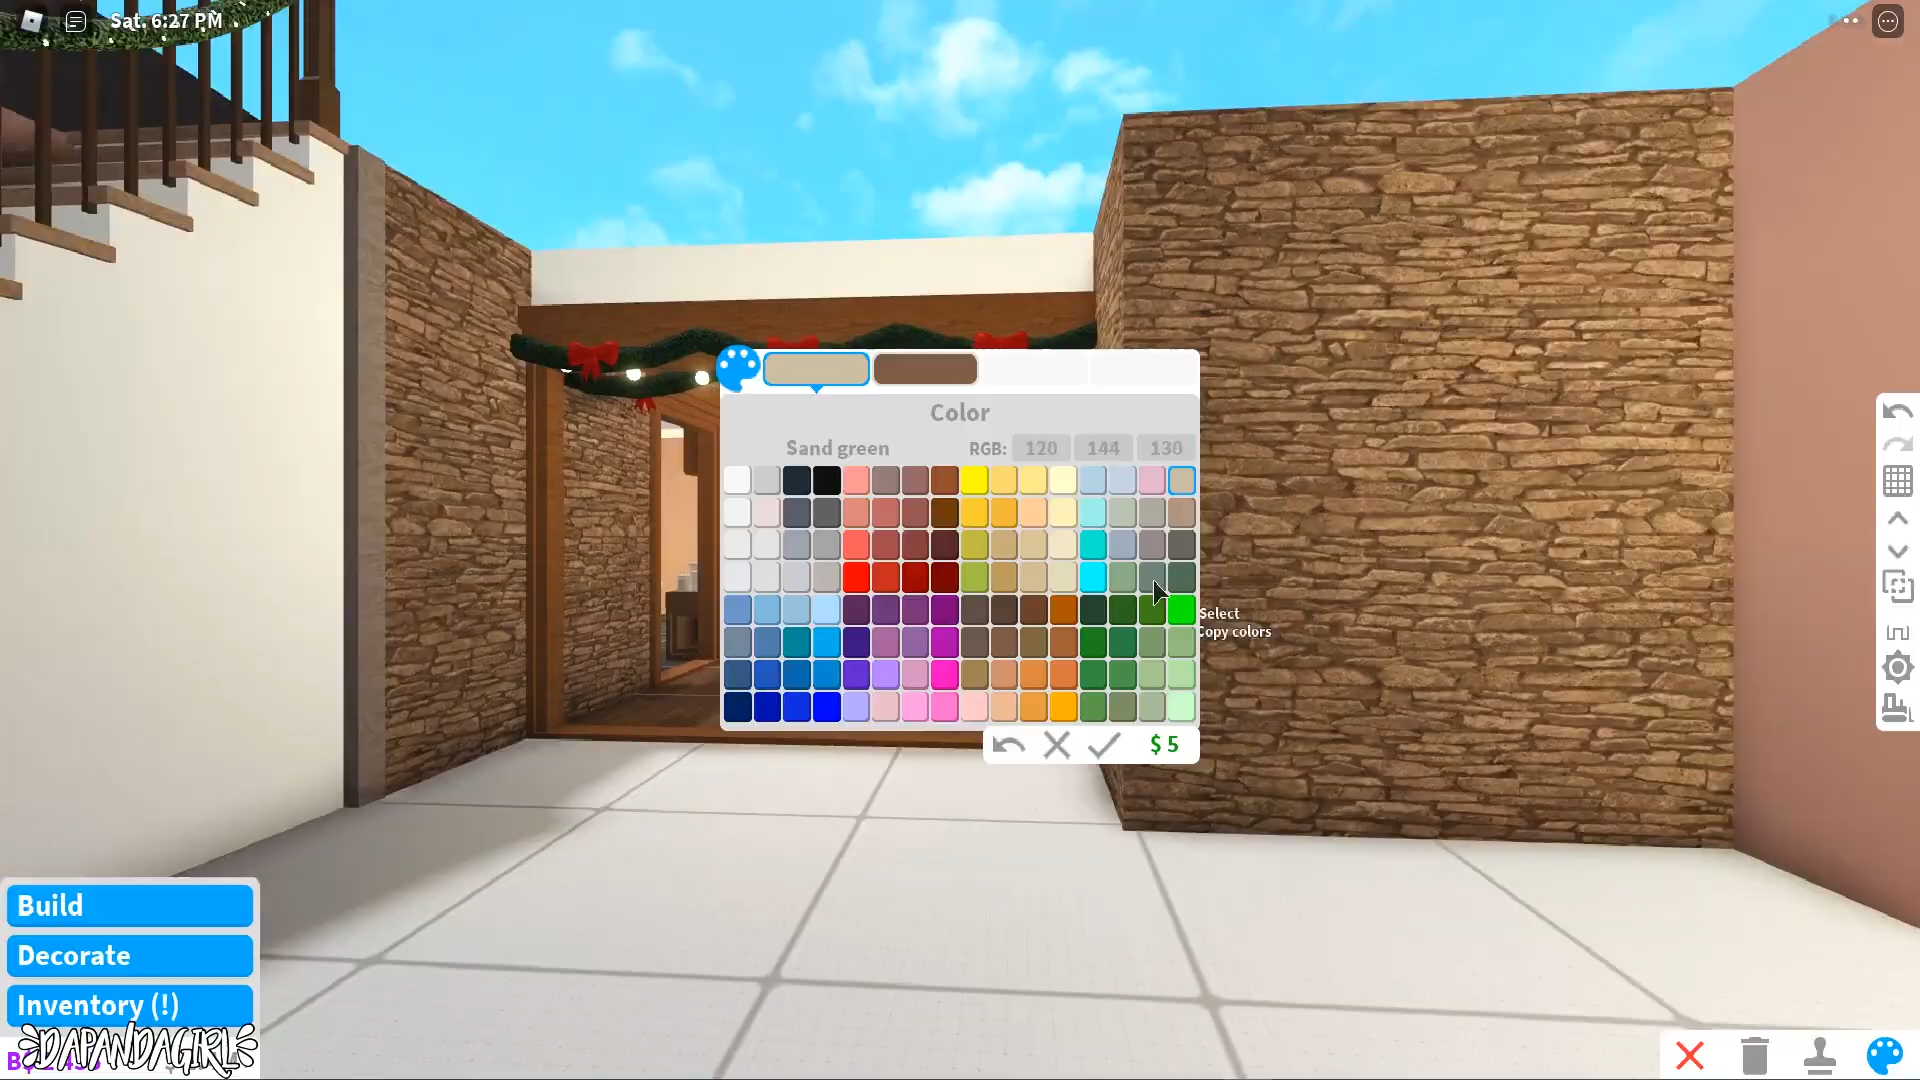 Sat. 6:27 PM
Color
Sand green
RGB: 120 144 130
Select
Copy colors
$ 5
Build
Decorate
Inventory (!)
DAPANDAGIRL